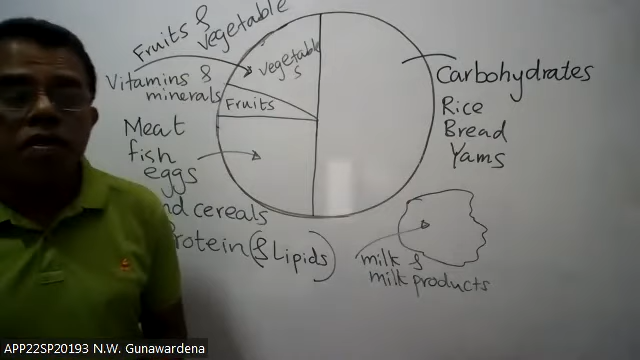 Fruits &
vegetable
Vitamins &
minerals
vegetable
s
Fruits
Meat
fish
eggs
nd cereals
Protein (& Lipids)
Carbohydrates
Rice
Bread
Yams
milk &
milk products
APP22SP20193 N.W. Gunawardena